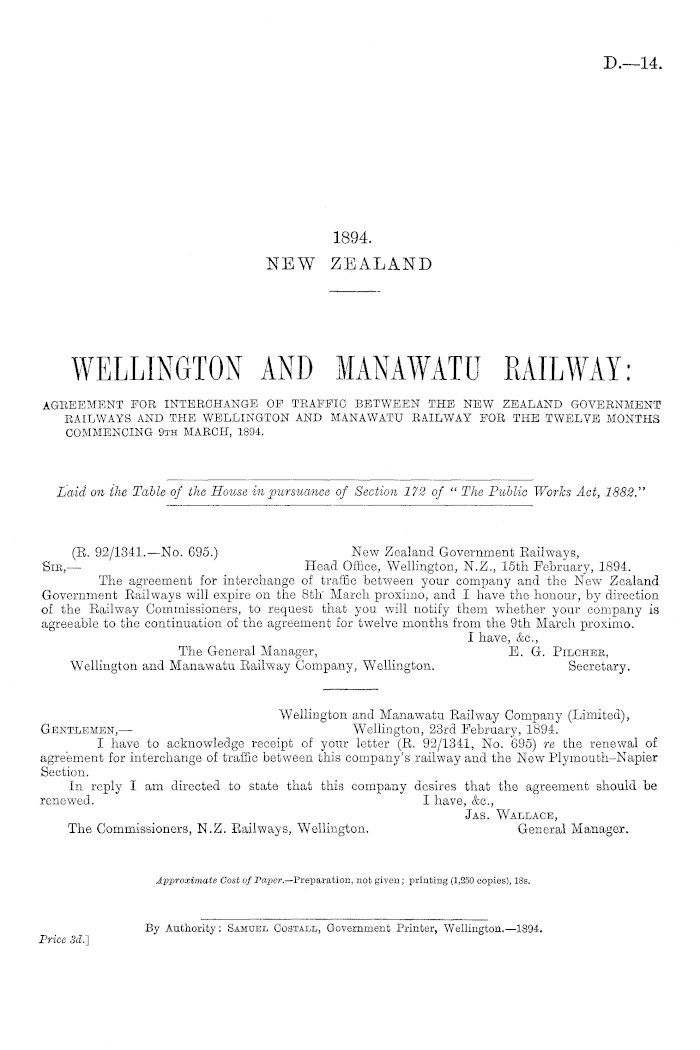 D.—14.
1894.
NEW ZEALAND
WELLINGTON AND MANAWATU RAILWAY:
AGREEMENT FOR INTERCHANGE OF TRAFFIC BETWEEN THE NEW ZEALAND GOVERNMENT
RAILWAYS AND THE WELLINGTON AND MANAWATU RAILWAY FOR THE TWELVE MONTHS
COMMENCING 9TH MARCH, 1894.
Laid on the Table of the House in pursuance of Section 172 of "The Public Works Act, 1882."
(R. 92/1341.—No. 695.) New Zealand Government Railways,
SIR,— Head Office, Wellington, N.Z., 15th February, 1894.
The agreement for interchange of traffic between your company and the New Zealand
Government Railways will expire on the 8th March proximo, and I have the honour, by direction
of the Railway Commissioners, to request that you will notify them whether your company is
agreeable to the continuation of the agreement for twelve months from the 9th March proximo.
I have, &c.,
The General Manager, E. G. PILCHER,
Wellington and Manawatu Railway Company, Wellington. Secretary.
Wellington and Manawatu Railway Company (Limited),
GENTLEMEN,— Wellington, 23rd February, 1894.
I have to acknowledge receipt of your letter (R. 92/1341, No. 695) re the renewal of
agreement for interchange of traffic between this company's railway and the New Plymouth–Napier
Section.
In reply I am directed to state that this company desires that the agreement should be
renewed. I have, &c.,
JAS. WALLACE,
The Commissioners, N.Z. Railways, Wellington. General Manager.
Approximate Cost of Paper.—Preparation, not given; printing (1,250 copies), 18s.
By Authority: SAMUEL COSTALL, Government Printer, Wellington.—1894.
Price 3d.]